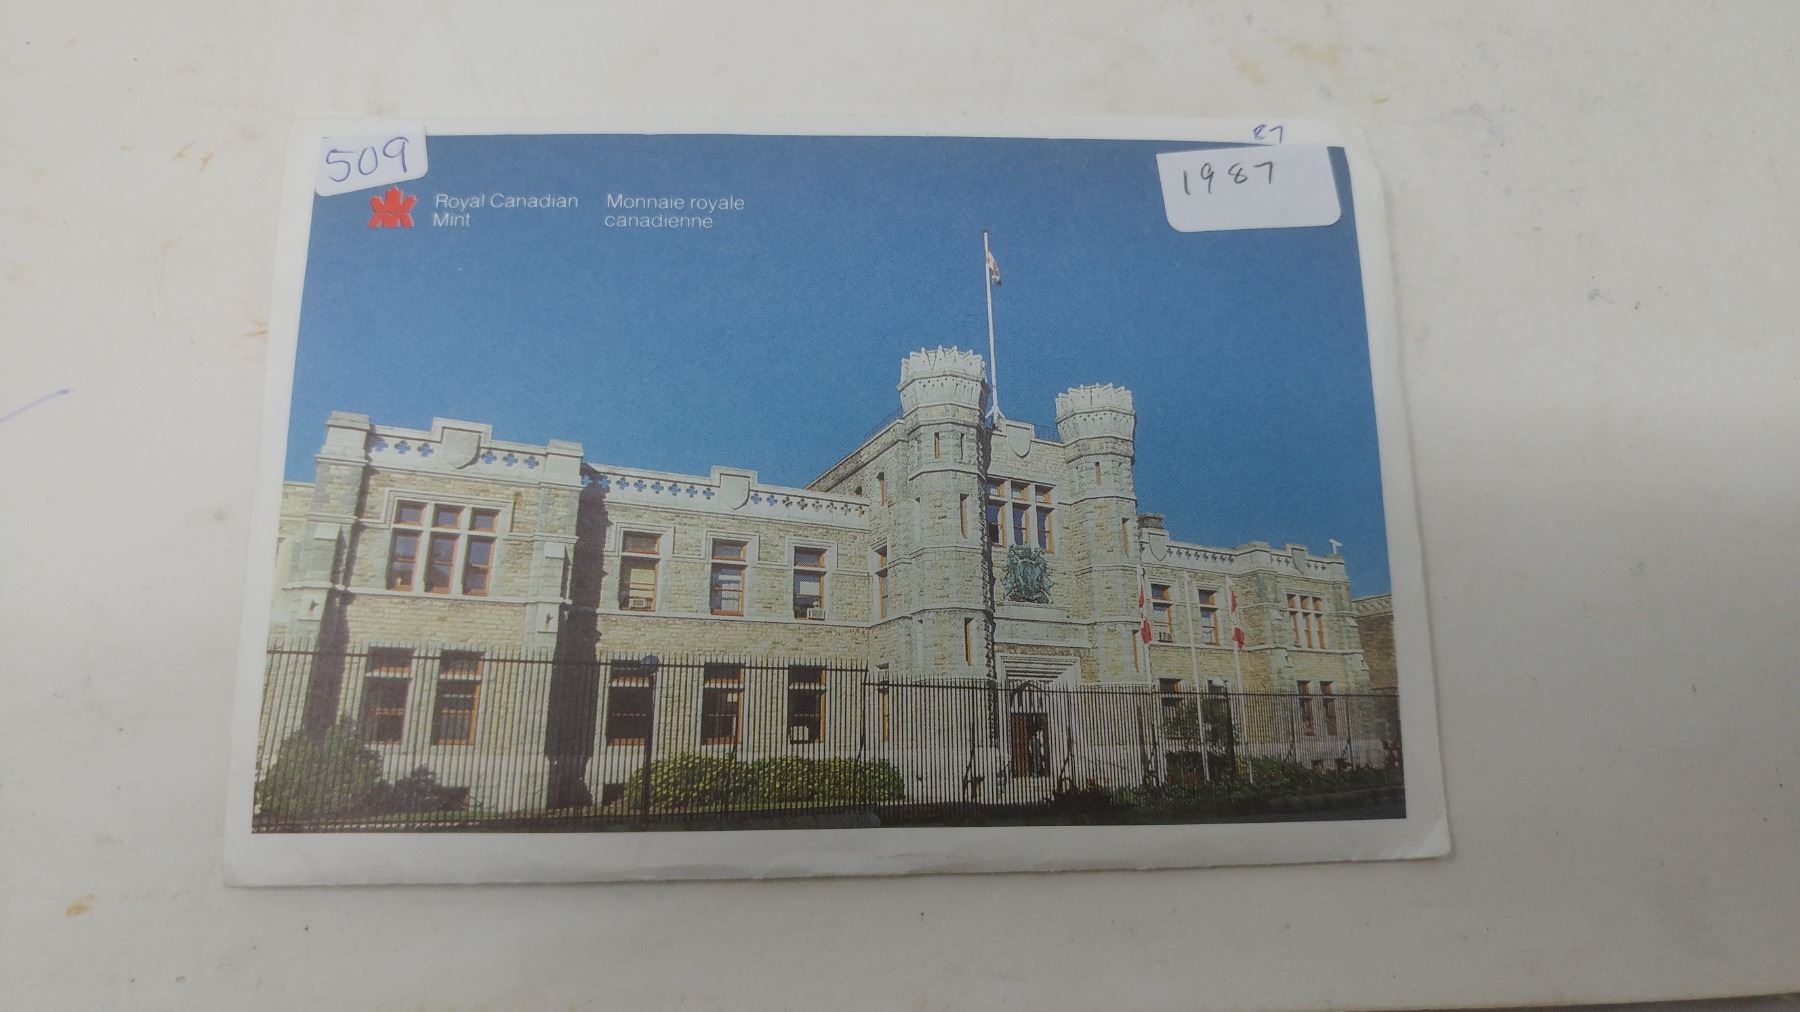 509
87
1987
Royal Canadian Mint
Monnaie royale canadienne